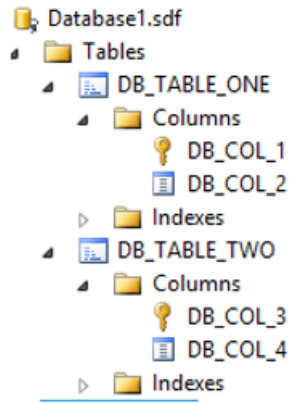 Database1.sdf
Tables
DB_TABLE_ONE
Columns
DB_COL_1
DB_COL_2
Indexes
DB_TABLE_TWO
Columns
DB_COL_3
DB_COL_4
Indexes